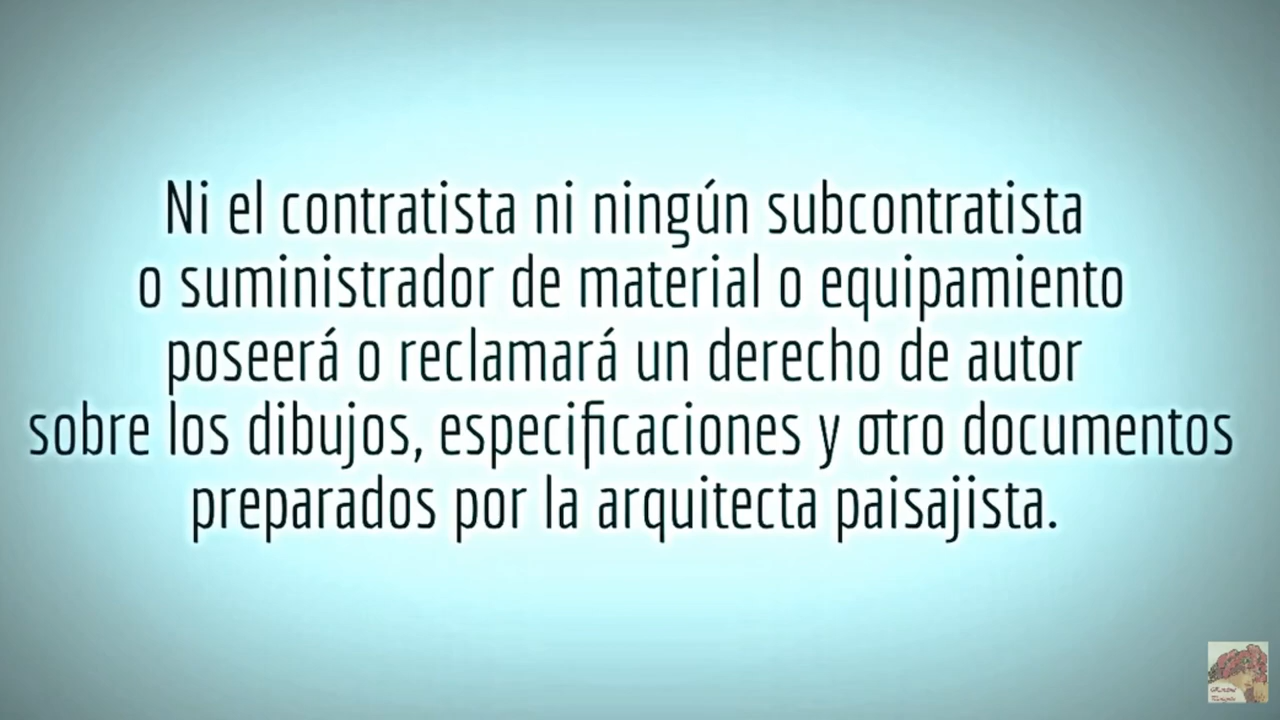 Ni el contratista ni ningún subcontratista
o suministrador de material o equipamiento
poseerá o reclamará un derecho de autor
sobre los dibujos, especificaciones y otro documentos
preparados por la arquitecta paisajista.